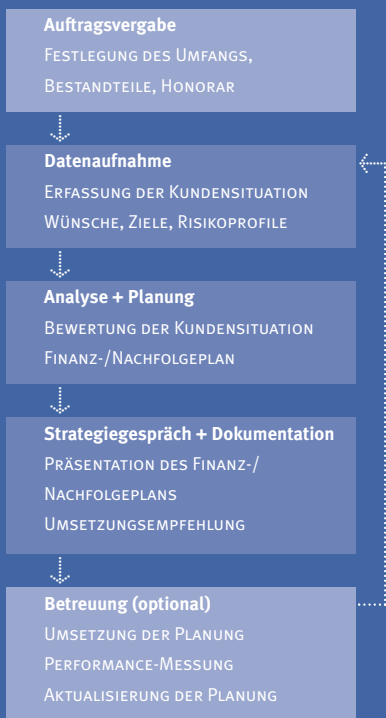 Auftragsvergabe
Festlegung des Umfangs,
Bestandteile, Honorar
Datenaufnahme
Erfassung der Kundensituation
Wünsche, Ziele, Risikoprofile
Analyse + Planung
Bewertung der Kundensituation
Finanz-/Nachfolgeplan
Strategiegespräch + Dokumentation
Präsentation des Finanz-/
Nachfolgeplans
Umsetzungsempfehlung
Betreuung (optional)
Umsetzung der Planung
Performance-Messung
Aktualisierung der Planung